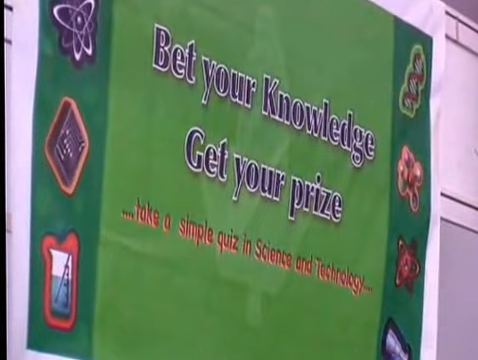 Bet your Knowledge
Get your prize
....take a simple quiz in Science and Technology....